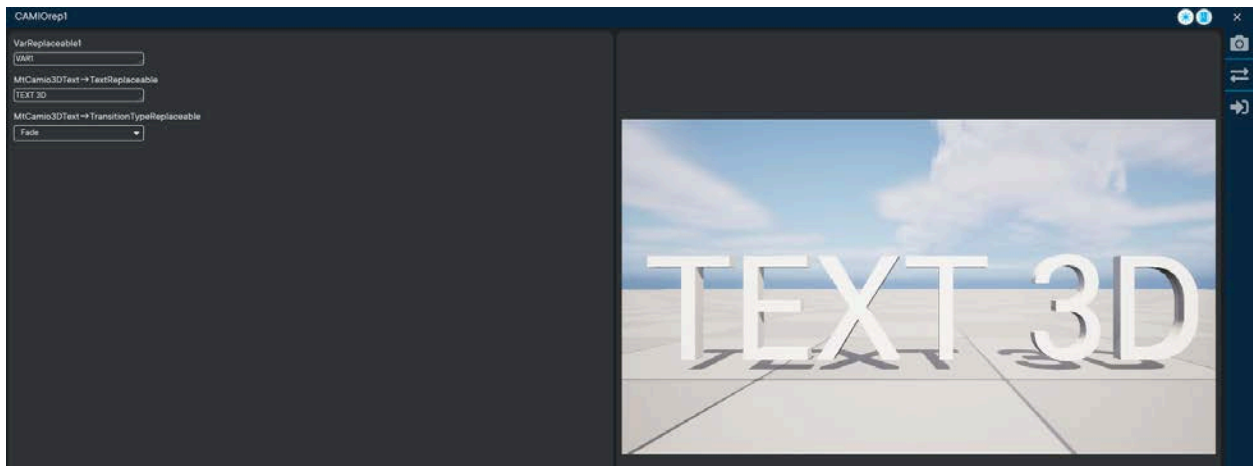 CAMIOrep1
VarReplaceable1
VAR1
MtCamio3DText→TextReplaceable
TEXT 3D
MtCamio3DText→TransitionTypeReplaceable
Fade
TEXT 3D